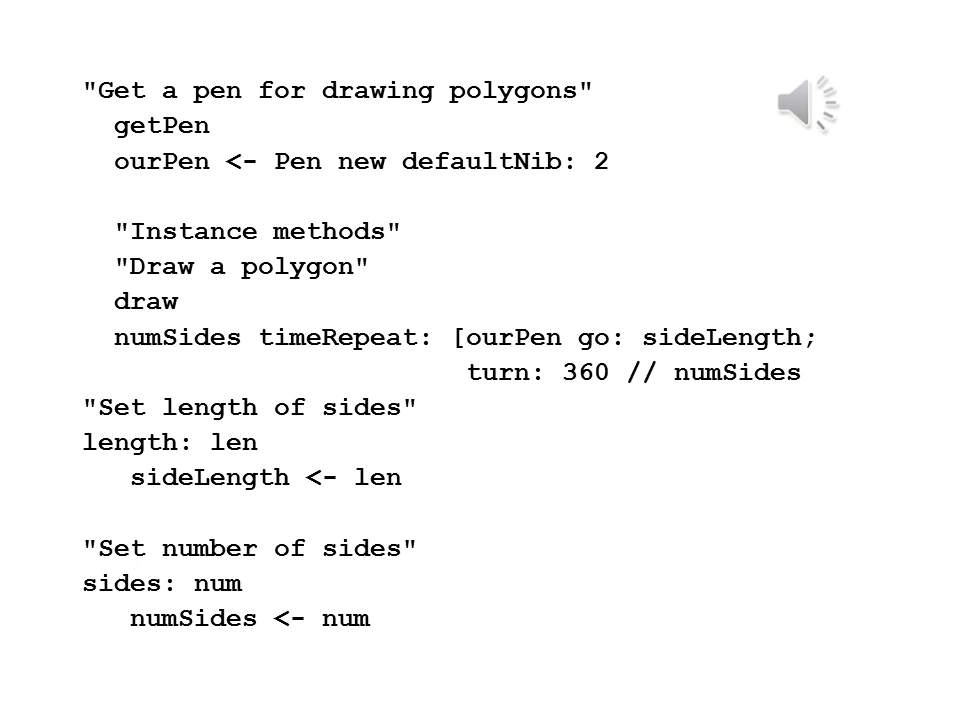 "Get a pen for drawing polygons"
getPen
ourPen <- Pen new defaultNib: 2
"Instance methods"
"Draw a polygon"
draw
numSides timeRepeat: [ourPen go: sideLength;
turn: 360 // numSides
"Set length of sides"
length: len
sideLength <- len
"Set number of sides"
sides: num
numSides <- num